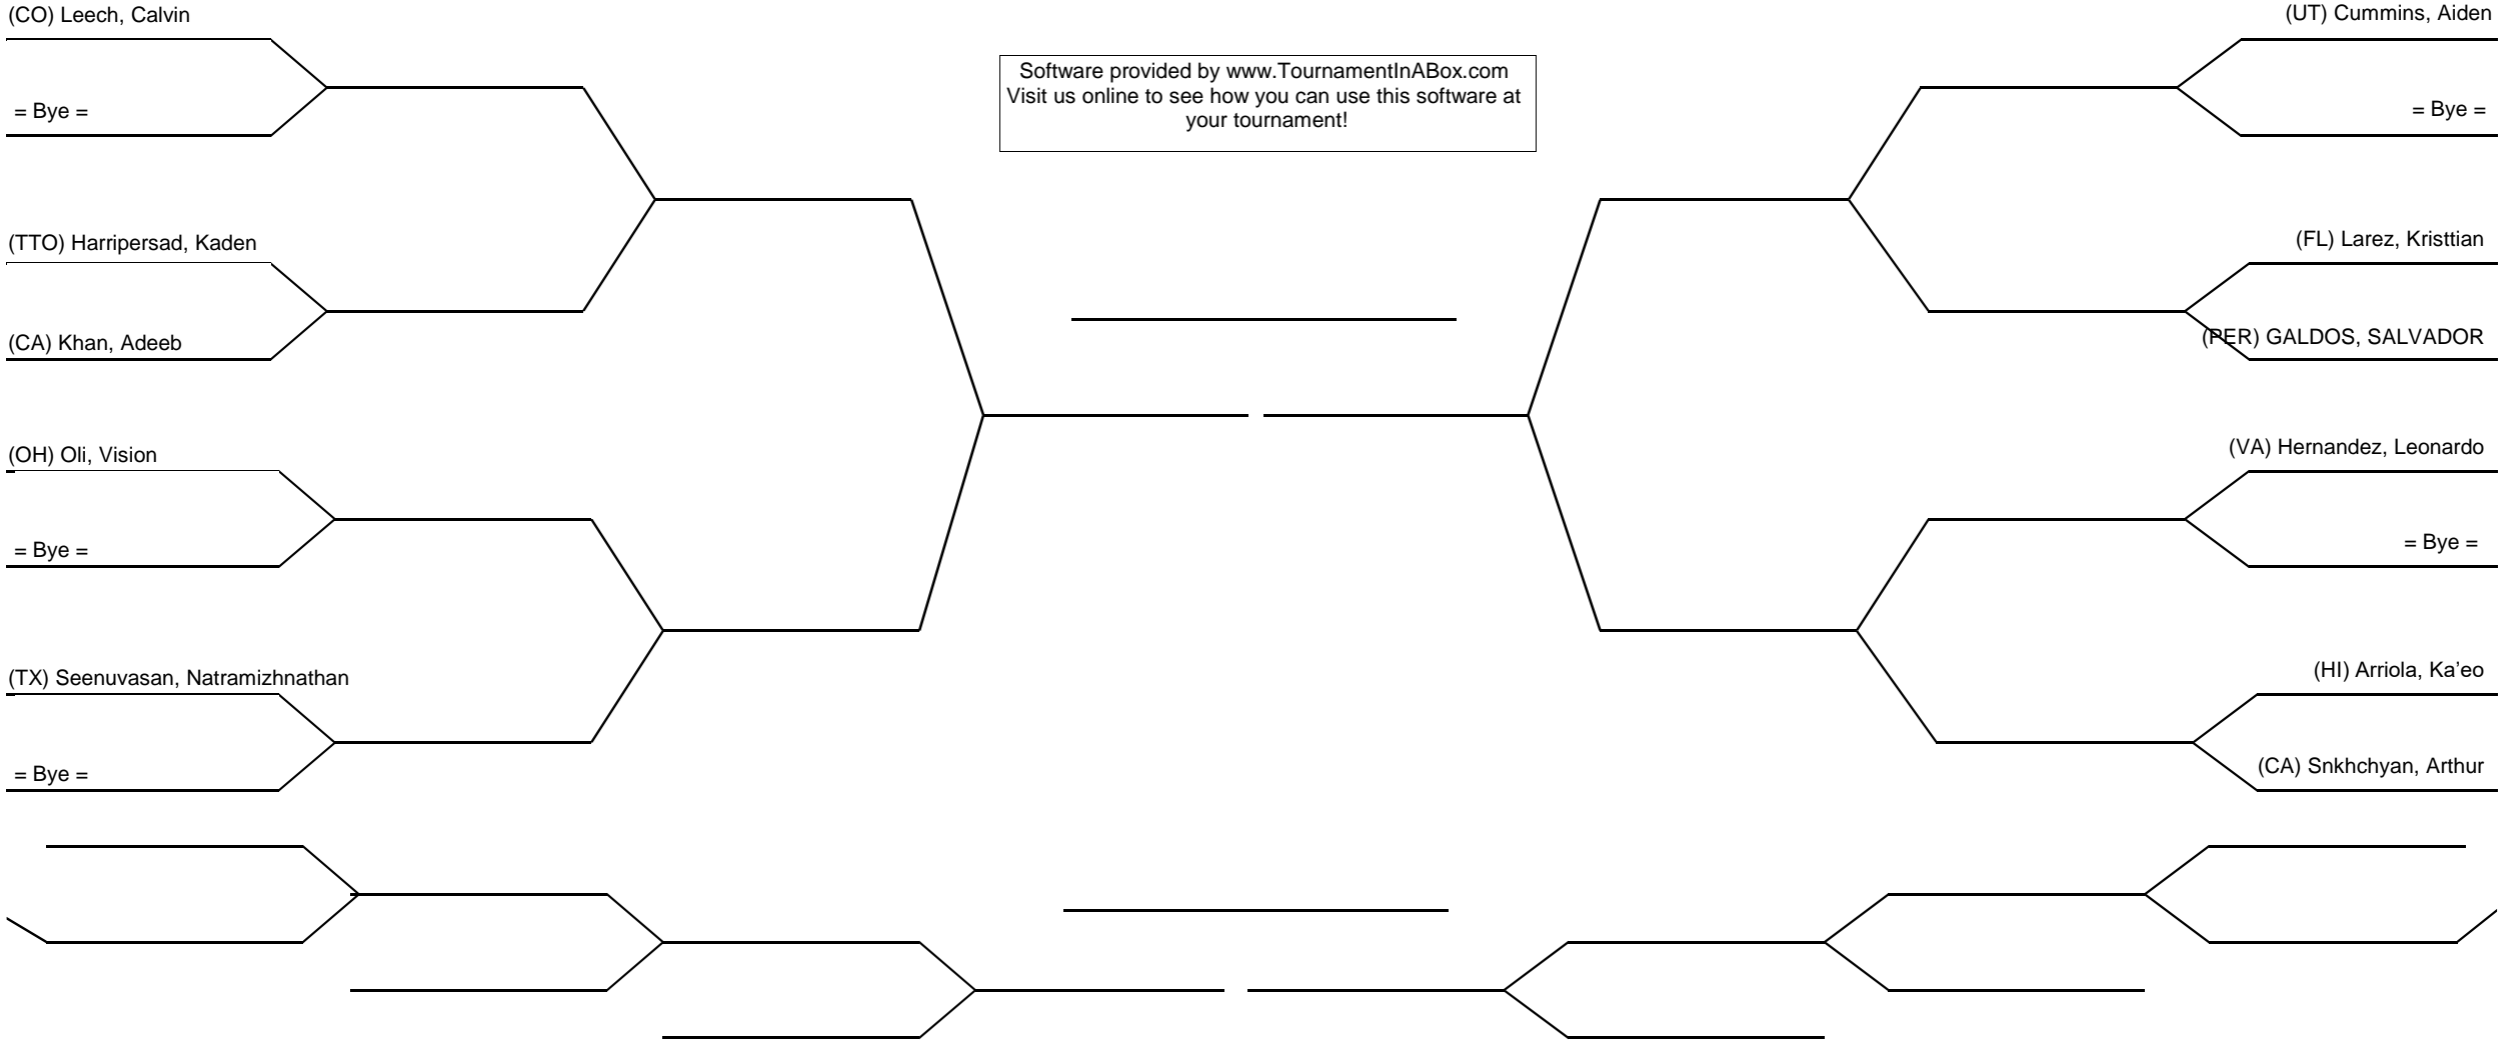 (CO) Leech, Calvin
= Bye =
(TTO) Harripersad, Kaden
(CA) Khan, Adeeb
(OH) Oli, Vision
= Bye =
(TX) Seenuvasan, Natramizhnathan
= Bye =
Software provided by www.TournamentInABox.com
Visit us online to see how you can use this software at
your tournament!
(UT) Cummins, Aiden
= Bye =
(FL) Larez, Kristtian
(PER) GALDOS, SALVADOR
(VA) Hernandez, Leonardo
= Bye =
(HI) Arriola, Ka’eo
(CA) Snkhchyan, Arthur